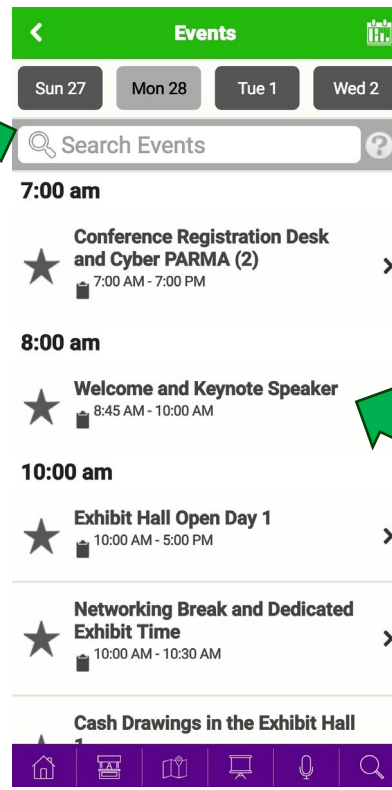 Events
Sun 27 Mon 28 Tue 1 Wed 2
Search Events ?
7:00 am
Conference Registration Desk
and Cyber PARMA (2)
7:00 AM - 7:00 PM
8:00 am
Welcome and Keynote Speaker
8:45 AM - 10:00 AM
10:00 am
Exhibit Hall Open Day 1
10:00 AM - 5:00 PM
Networking Break and Dedicated
Exhibit Time
10:00 AM - 10:30 AM
Cash Drawings in the Exhibit Hall
1